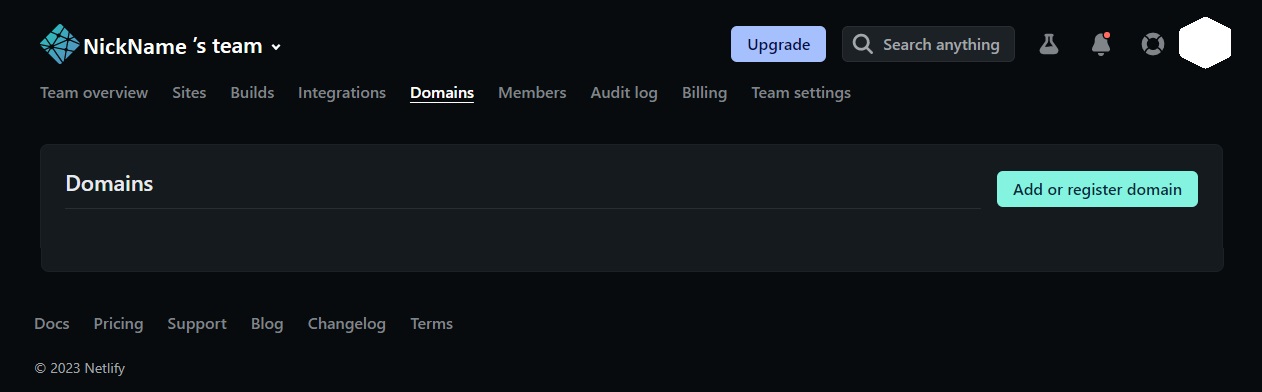 NickName 's team
Upgrade
Search anything
Team overview Sites Builds Integrations Domains Members Audit log Billing Team settings
Domains
Add or register domain
Docs Pricing Support Blog Changelog Terms
© 2023 Netlify